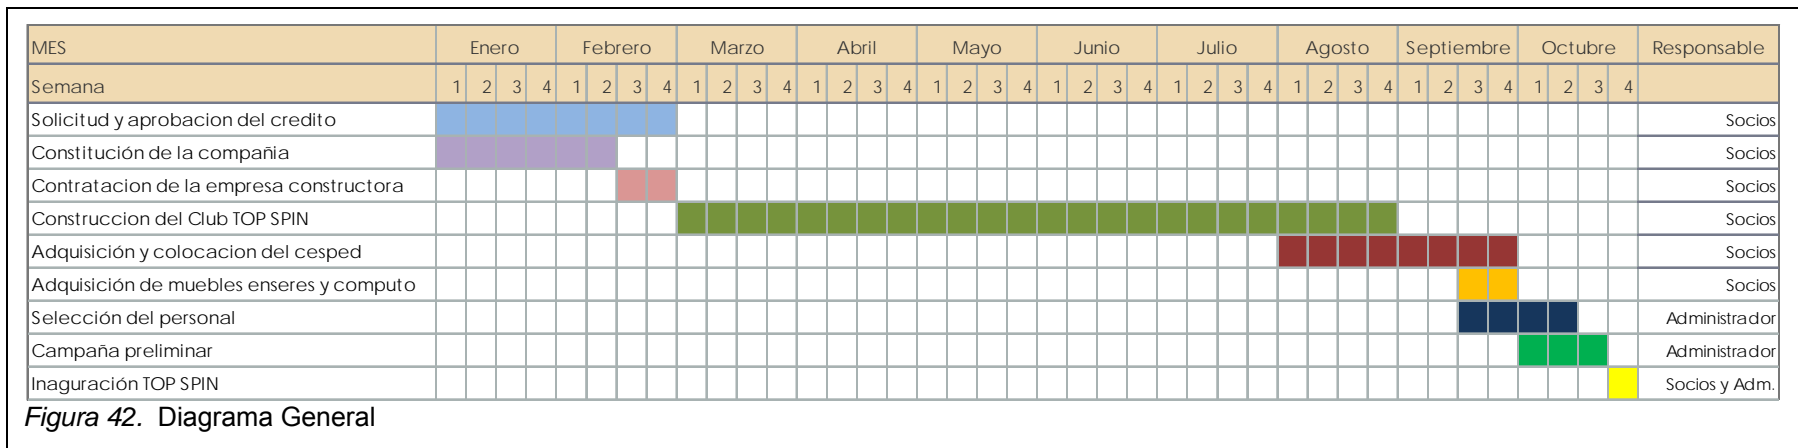 MES Enero Febrero Marzo Abril Mayo Junio Julio Agosto Septiembre Octubre Responsable
Semana 1 2 3 4 1 2 3 4 1 2 3 4 1 2 3 4 1 2 3 4 1 2 3 4 1 2 3 4 1 2 3 4 1 2 3 4 1 2 3 4
Solicitud y aprobacion del credito Socios
Constitución de la compañia Socios
Contratacion de la empresa constructora Socios
Construccion del Club TOP SPIN Socios
Adquisición y colocacion del cesped Socios
Adquisición de muebles enseres y computo Socios
Selección del personal Administrador
Campaña preliminar Administrador
Inaguración TOP SPIN Socios y Adm.
Figura 42. Diagrama General